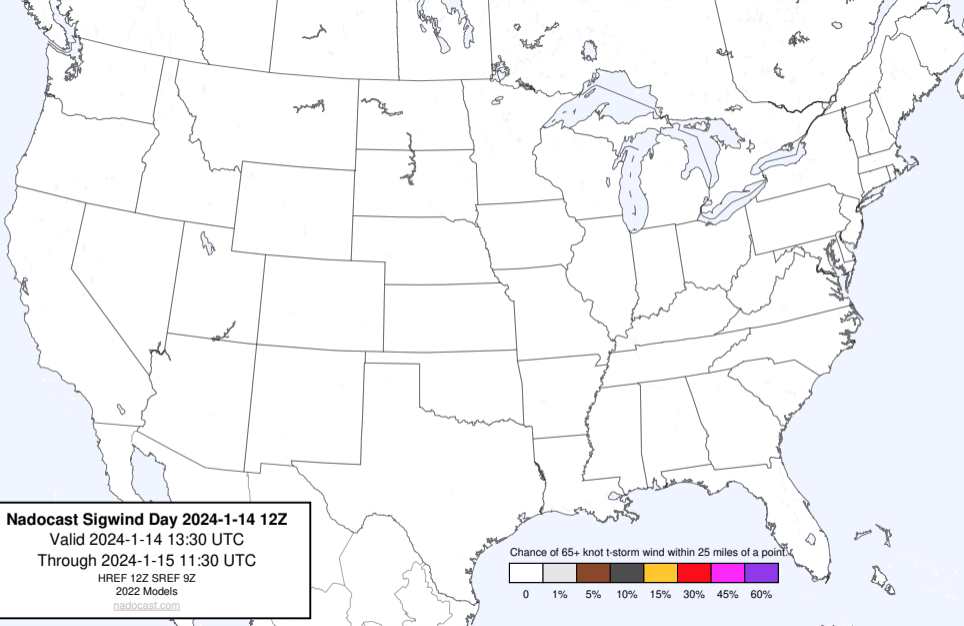 Nadocast Sigwind Day 2024-1-14 12Z
Valid 2024-1-14 13:30 UTC
Through 2024-1-15 11:30 UTC
HREF 12Z SREF 9Z
2022 Models
nadocast.com
Chance of 65+ knot t-storm wind within 25 miles of a point.
0 1% 5% 10% 15% 30% 45% 60%